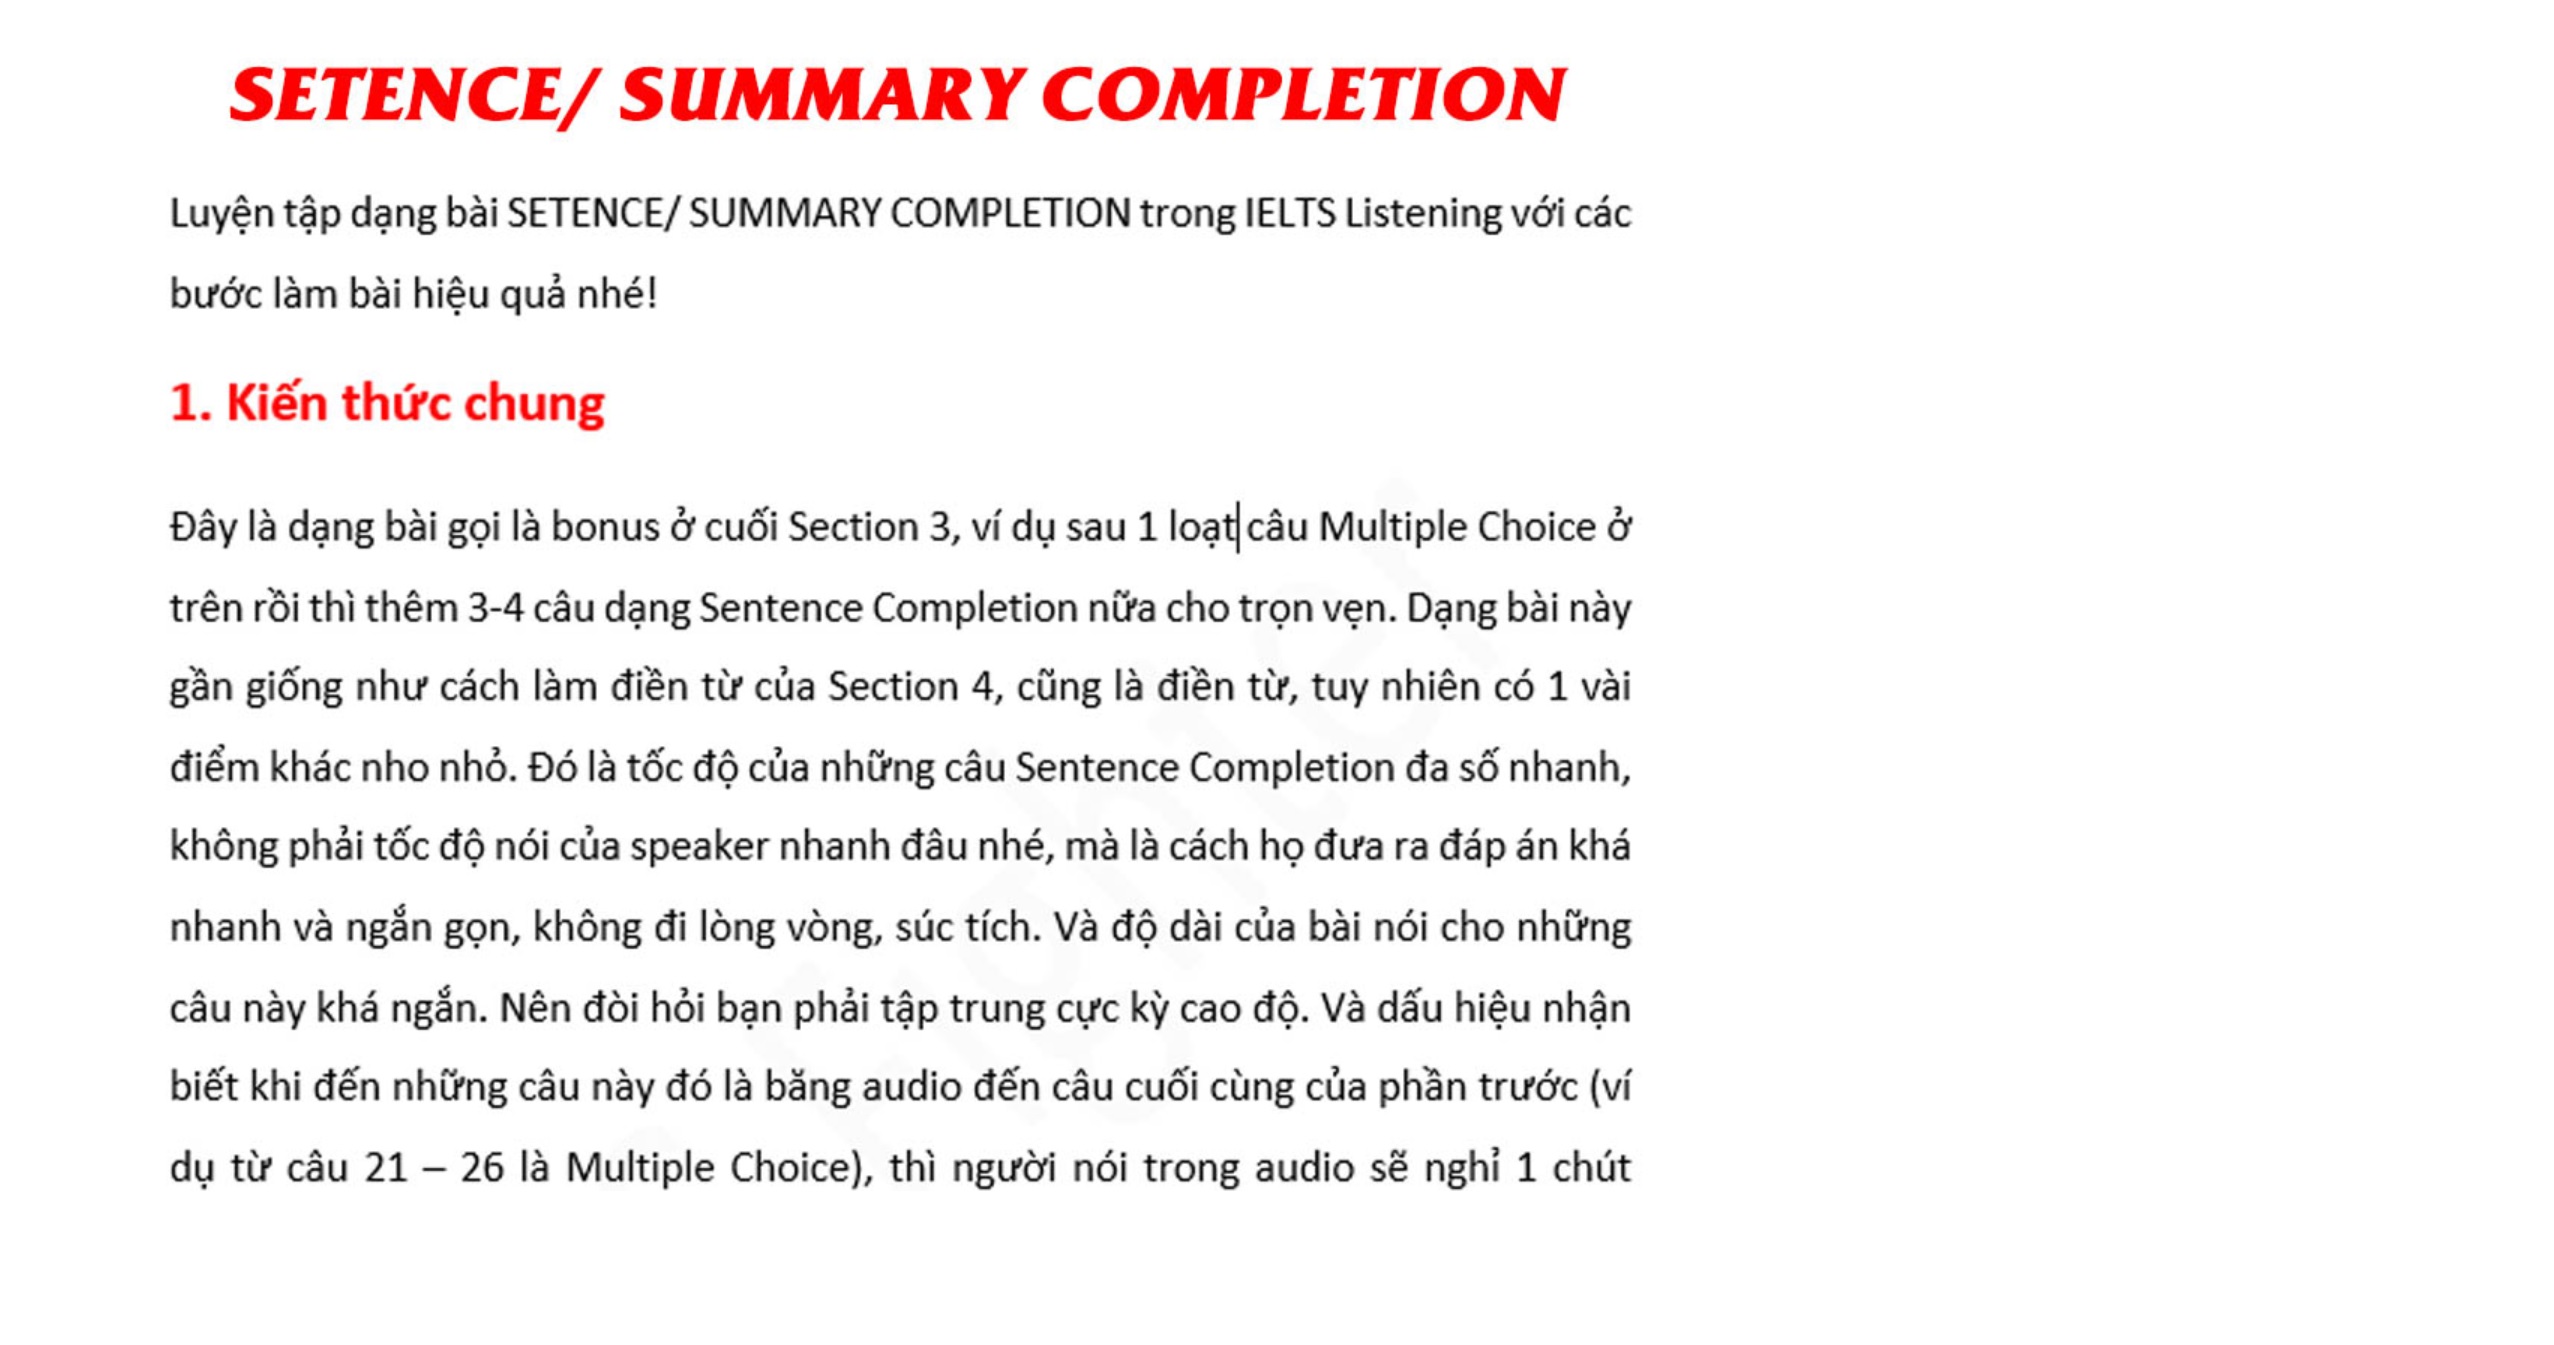 SETENCE/ SUMMARY COMPLETION
Luyện tập dạng bài SETENCE/ SUMMARY COMPLETION trong IELTS Listening với các
bước làm bài hiệu quả nhé!
1. Kiến thức chung
Đây là dạng bài gọi là bonus ở cuối Section 3, ví dụ sau 1 loạt câu Multiple Choice ở
trên rồi thì thêm 3-4 câu dạng Sentence Completion nữa cho trọn vẹn. Dạng bài này
gần giống như cách làm điền từ của Section 4, cũng là điền từ, tuy nhiên có 1 vài
điểm khác nho nhỏ. Đó là tốc độ của những câu Sentence Completion đa số nhanh,
không phải tốc độ nói của speaker nhanh đâu nhé, mà là cách họ đưa ra đáp án khá
nhanh và ngắn gọn, không đi lòng vòng, súc tích. Và độ dài của bài nói cho những
câu này khá ngắn. Nên đòi hỏi bạn phải tập trung cực kỳ cao độ. Và dấu hiệu nhận
biết khi đến những câu này đó là băng audio đến câu cuối cùng của phần trước (ví
dụ từ câu 21 – 26 là Multiple Choice), thì người nói trong audio sẽ nghỉ 1 chút
Fighter